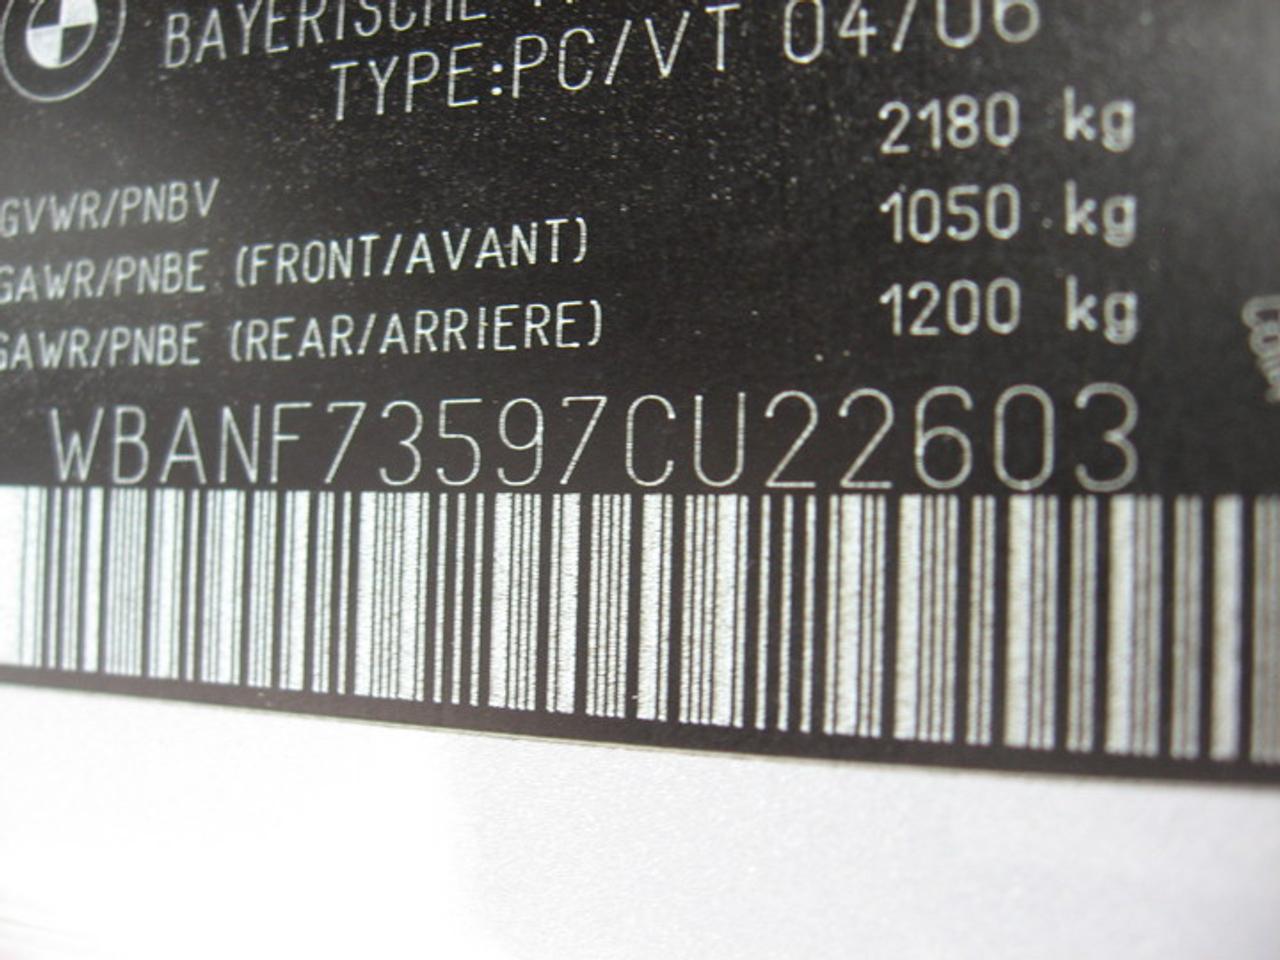 BAYERISCHE
TYPE:PC/VT 04/06
2180 kg
GVWR/PNBV
1050 kg
GAWR/PNBE (FRONT/AVANT)
1200 kg
GAWR/PNBE (REAR/ARRIERE)
WBANF73597CU22603